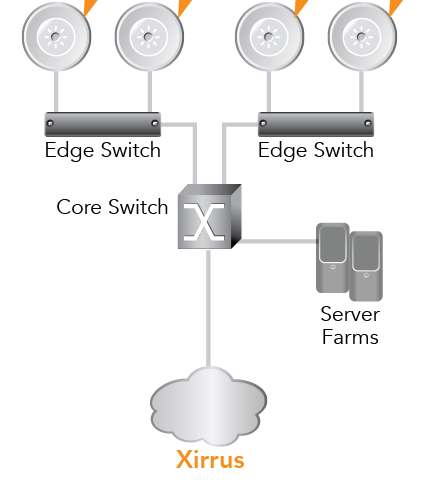 Edge Switch
Edge Switch
Core Switch
Server
Farms
Xirrus